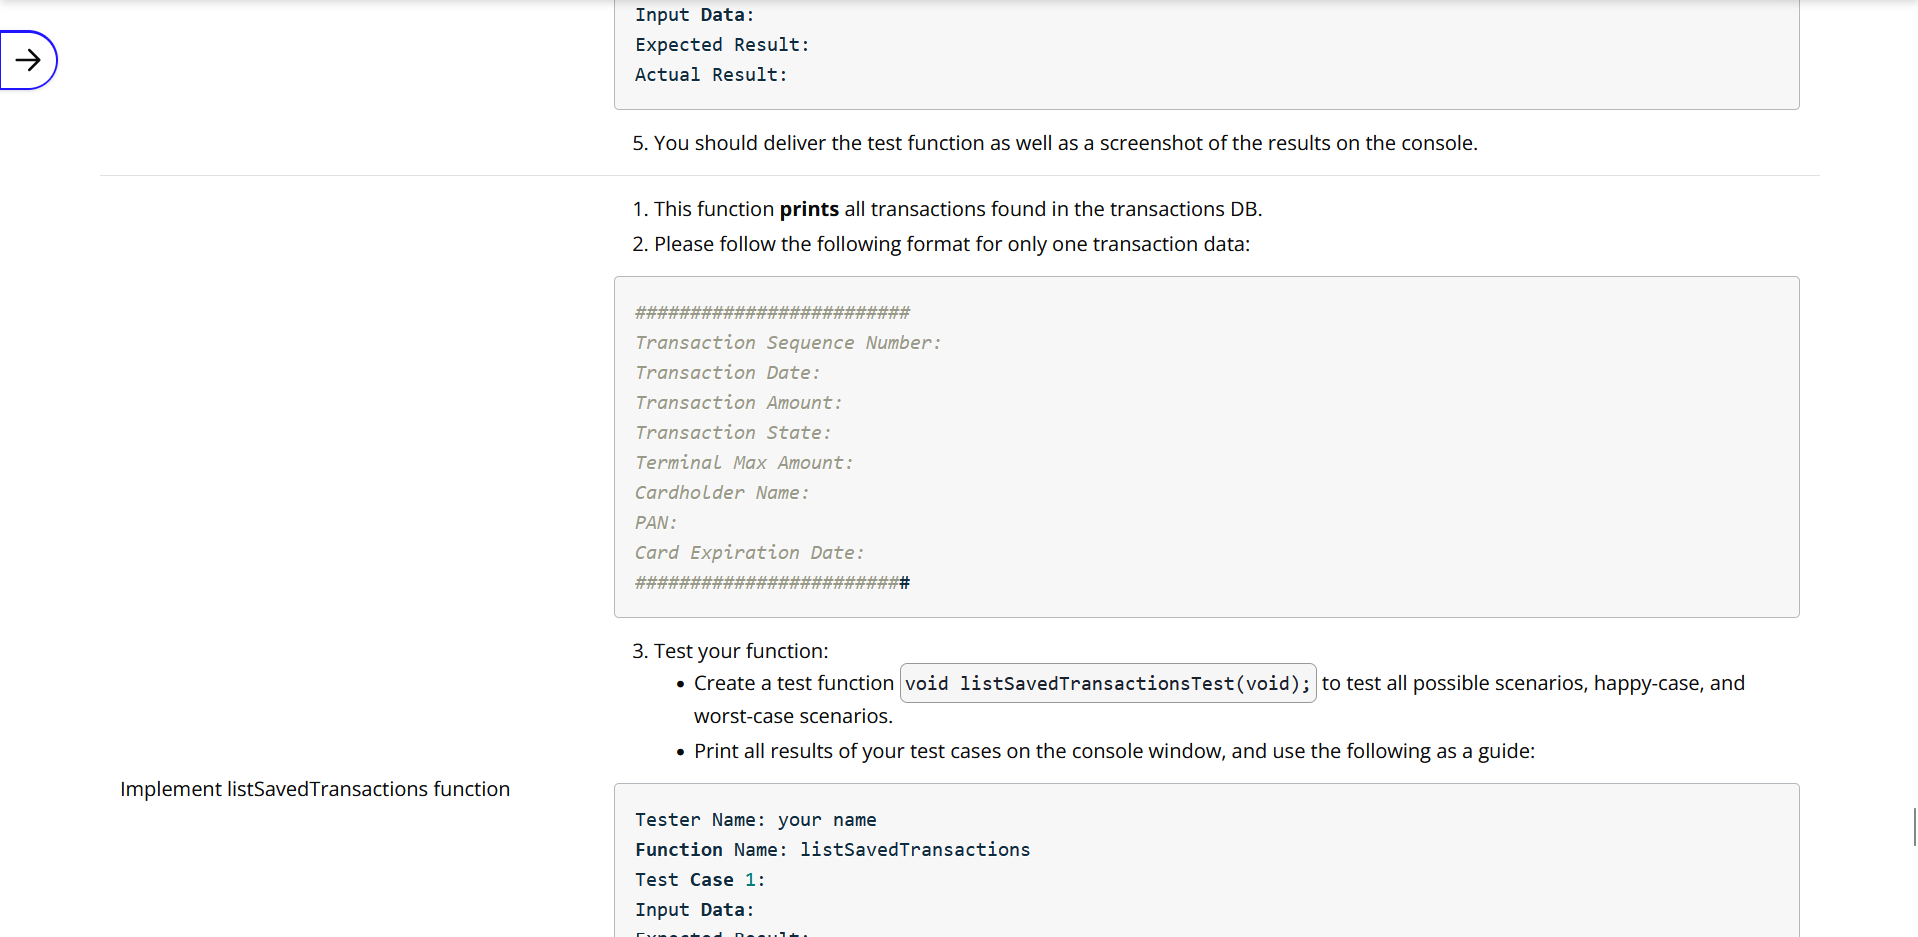 Input Data:
Expected Result:
Actual Result:
5. You should deliver the test function as well as a screenshot of the results on the console.
1. This function prints all transactions found in the transactions DB.
2. Please follow the following format for only one transaction data:
#########################
Transaction Sequence Number:
Transaction Date:
Transaction Amount:
Transaction State:
Terminal Max Amount:
Cardholder Name:
PAN:
Card Expiration Date:
#########################
3. Test your function:
• Create a test function void listSavedTransactionsTest(void); to test all possible scenarios, happy-case, and
worst-case scenarios.
• Print all results of your test cases on the console window, and use the following as a guide:
Implement listSavedTransactions function
Tester Name: your name
Function Name: listSavedTransactions
Test Case 1:
Input Data:
Expected Result: